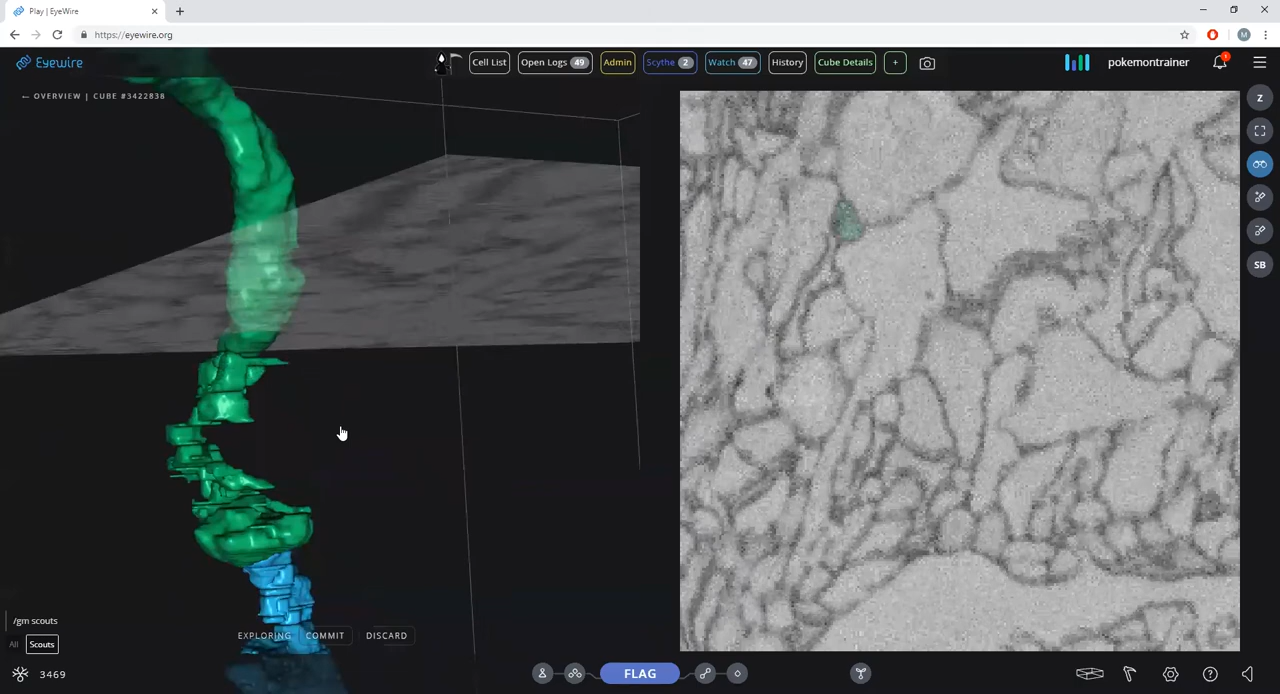 Play | EyeWire
https://eyewire.org
M
Eyewire
Cell List
Open Logs 49
Admin
Scythe 2
Watch 47
History
Cube Details
+
pokemontrainer
1
← OVERVIEW | CUBE #3422838
Z
SB
/gm scouts
All Scouts
EXPLORING COMMIT DISCARD
3469
FLAG